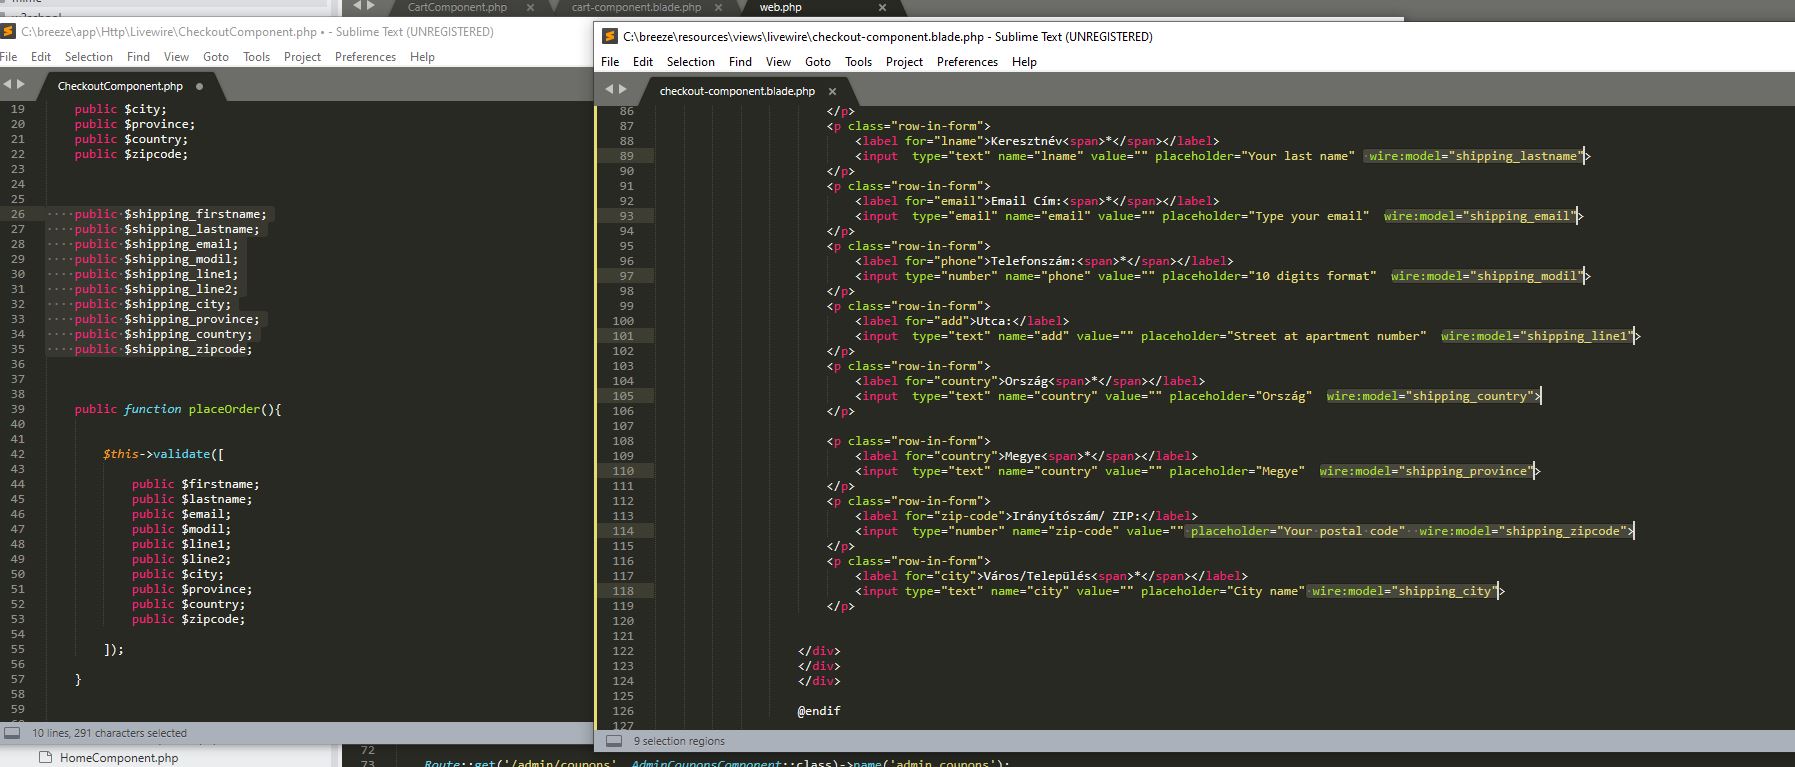 CartComponent.php × cart-component.blade.php × web.php ×
C:\breeze\app\Http\Livewire\CheckoutComponent.php • - Sublime Text (UNREGISTERED)
File Edit Selection Find View Goto Tools Project Preferences Help
CheckoutComponent.php
19 public $city;
20 public $province;
21 public $country;
22 public $zipcode;
23
24
25
26 public $shipping_firstname;
27 public $shipping_lastname;
28 public $shipping_email;
29 public $shipping_modil;
30 public $shipping_line1;
31 public $shipping_line2;
32 public $shipping_city;
33 public $shipping_province;
34 public $shipping_country;
35 public $shipping_zipcode;
36
37
38
39 public function placeOrder(){
40
41
42 $this->validate([
43
44 public $firstname;
45 public $lastname;
46 public $email;
47 public $modil;
48 public $line1;
49 public $line2;
50 public $city;
51 public $province;
52 public $country;
53 public $zipcode;
54
55 ]);
56
57 }
58
59
10 lines, 291 characters selected
HomeComponent.php
C:\breeze\resources\views\livewire\checkout-component.blade.php - Sublime Text (UNREGISTERED)
File Edit Selection Find View Goto Tools Project Preferences Help
checkout-component.blade.php ×
86 </p>
87 <p class="row-in-form">
88 <label for="lname">Keresztnév<span>*</span></label>
89 <input  type="text" name="lname" value="" placeholder="Your last name"  wire:model="shipping_lastname">
90 </p>
91 <p class="row-in-form">
92 <label for="email">Email Cím:<span>*</span></label>
93 <input  type="email" name="email" value="" placeholder="Type your email"  wire:model="shipping_email">
94 </p>
95 <p class="row-in-form">
96 <label for="phone">Telefonszám:<span>*</span></label>
97 <input type="number" name="phone" value="" placeholder="10 digits format"  wire:model="shipping_modil">
98 </p>
99 <p class="row-in-form">
100 <label for="add">Utca:</label>
101 <input  type="text" name="add" value="" placeholder="Street at apartment number"  wire:model="shipping_line1">
102 </p>
103 <p class="row-in-form">
104 <label for="country">Ország<span>*</span></label>
105 <input  type="text" name="country" value="" placeholder="Ország"  wire:model="shipping_country">
106 </p>
107
108 <p class="row-in-form">
109 <label for="country">Megye<span>*</span></label>
110 <input  type="text" name="country" value="" placeholder="Megye"  wire:model="shipping_province">
111 </p>
112 <p class="row-in-form">
113 <label for="zip-code">Irányítószám/ ZIP:</label>
114 <input  type="number" name="zip-code" value="" placeholder="Your postal code"  wire:model="shipping_zipcode">
115 </p>
116 <p class="row-in-form">
117 <label for="city">Város/Település<span>*</span></label>
118 <input type="text" name="city" value="" placeholder="City name" wire:model="shipping_city">
119 </p>
120
121
122 </div>
123 </div>
124 </div>
125
126 @endif
127
9 selection regions
72
73 Route::get('/admin/coupons', AdminCouponsComponent::class)->name('admin.coupons');